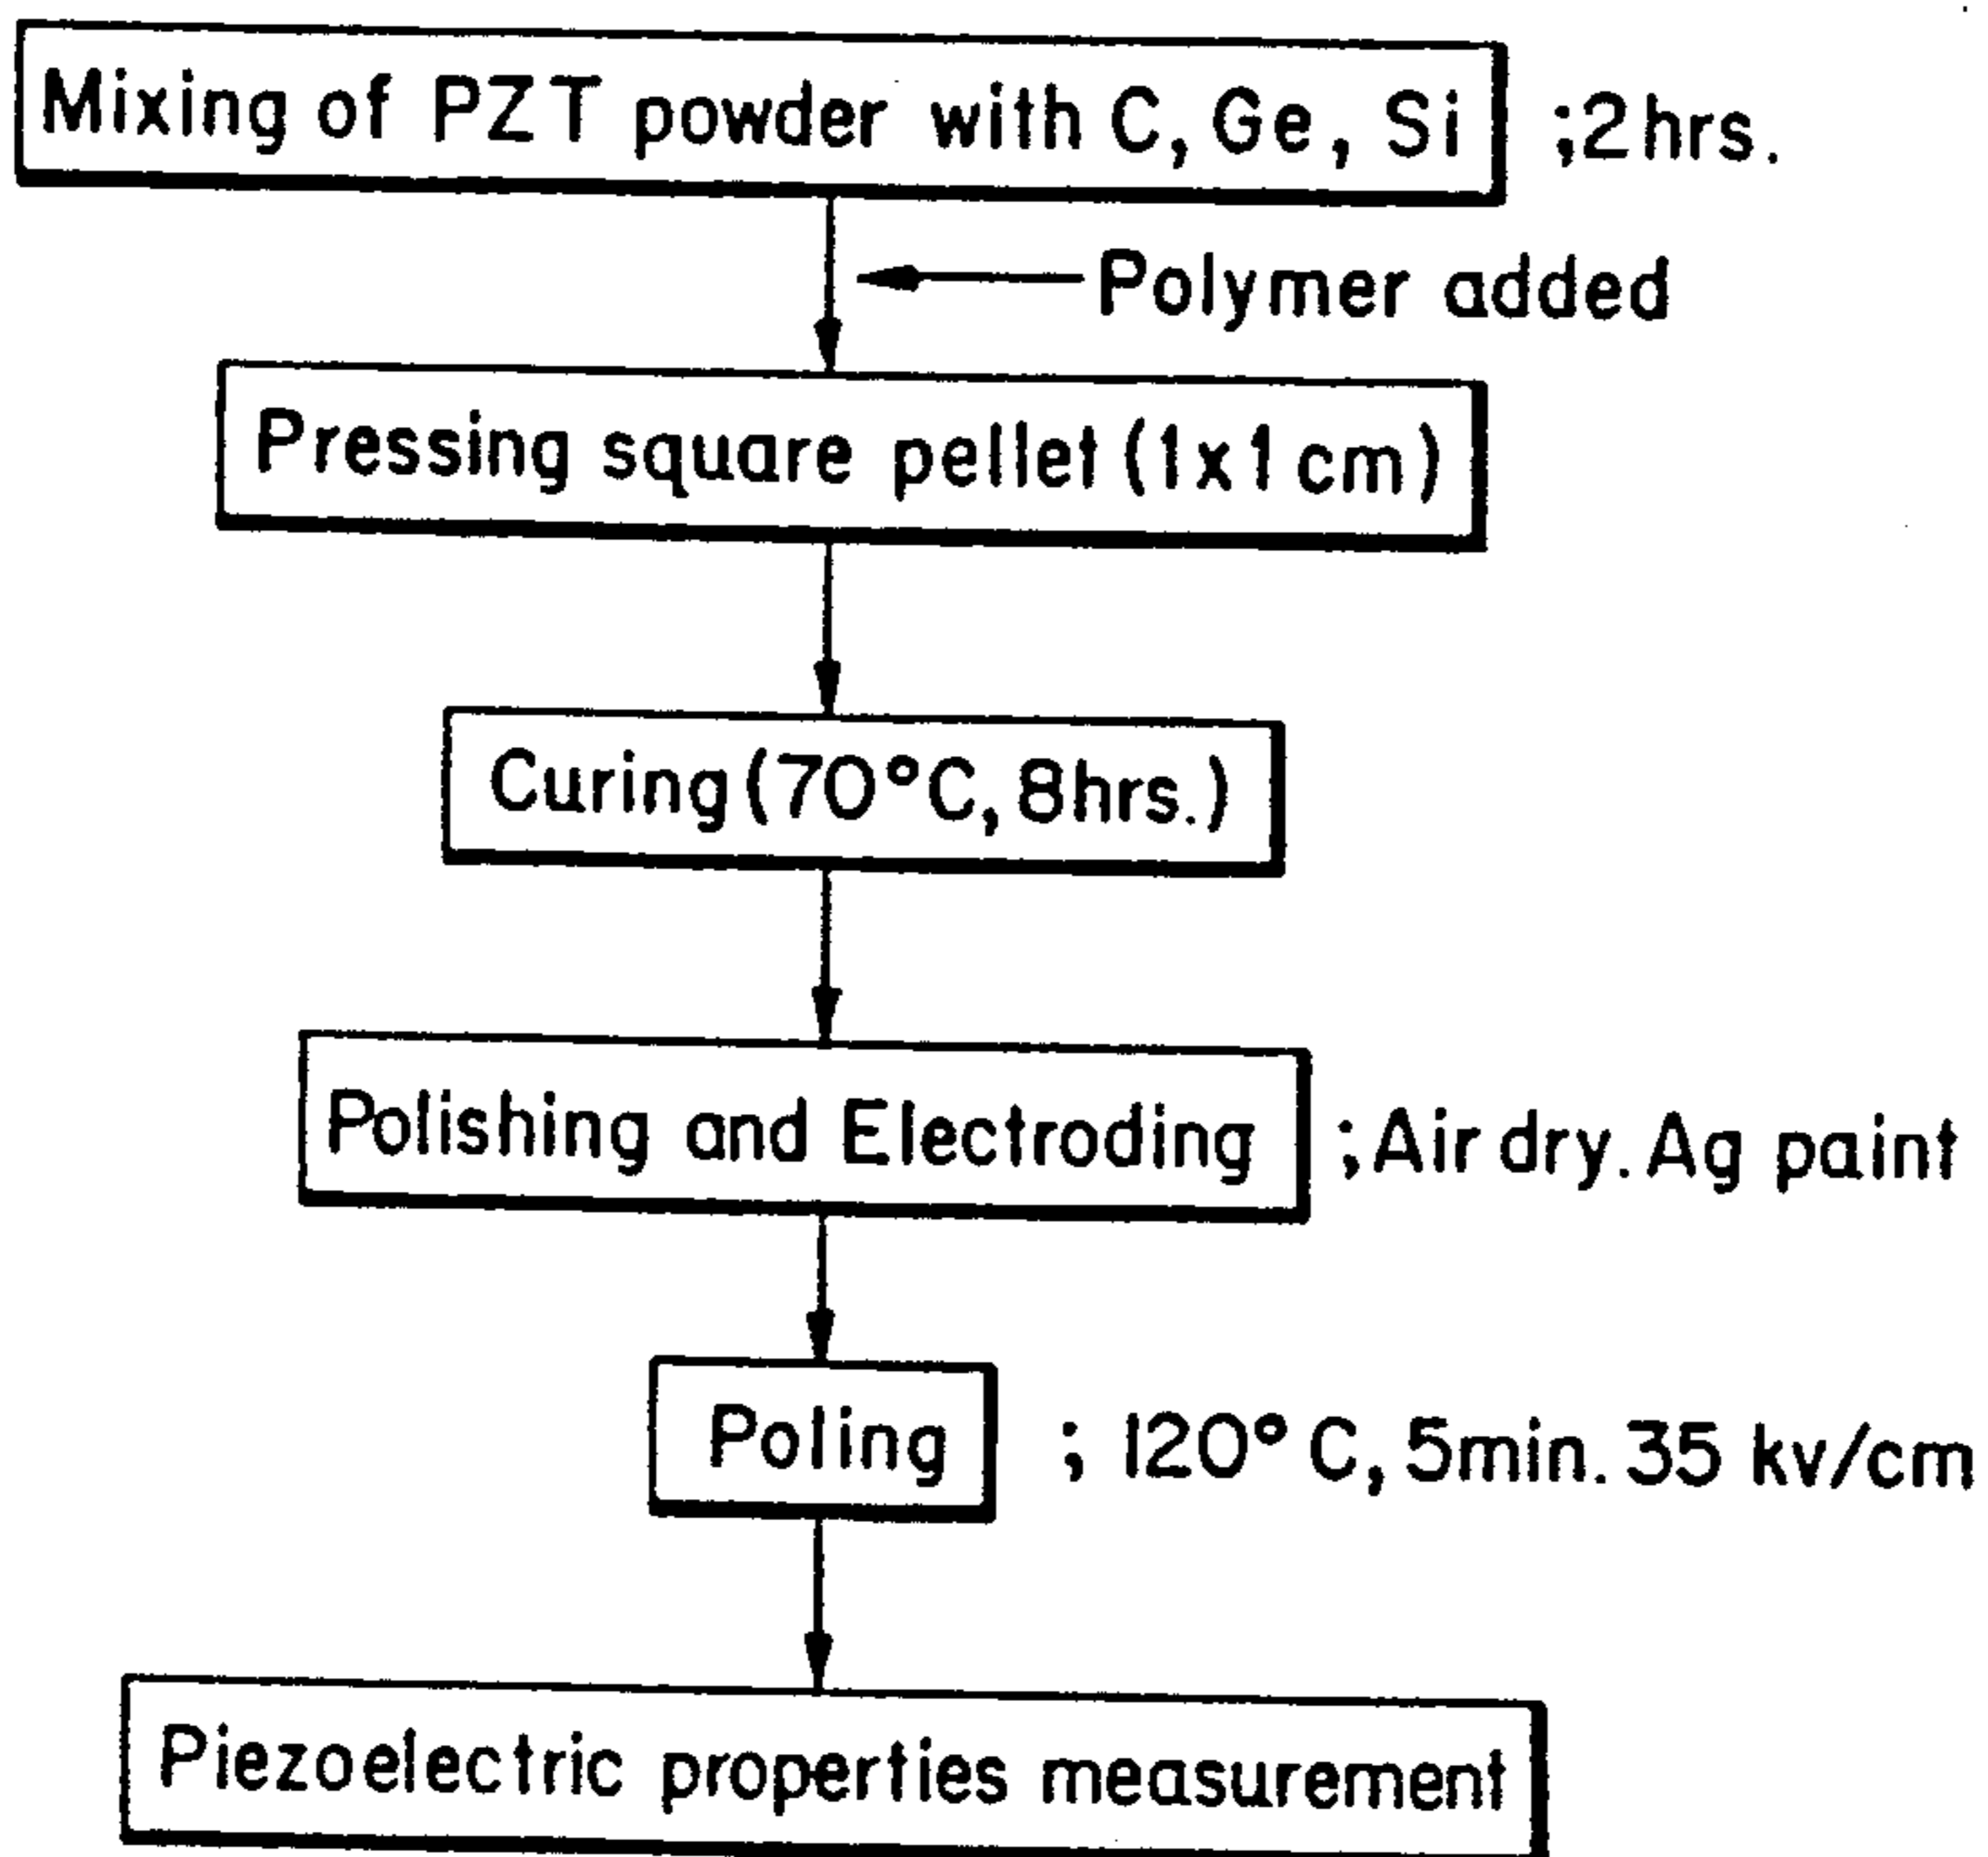 Mixing of PZT powder with C, Ge, Si ;2hrs.
Polymer added
Pressing square pellet (1x1 cm)
Curing (70°C, 8hrs.)
Polishing and Electroding ;Air dry. Ag paint
Poling ; 120° C, 5min. 35 kv/cm
Piezoelectric properties measurement